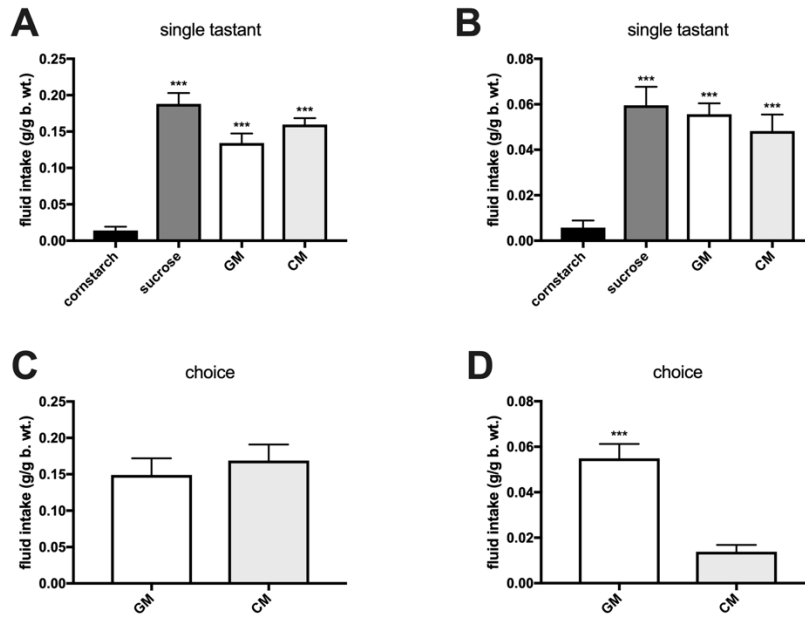 A
single tastant
fluid intake (g/g b. wt.)
0.25
0.20
0.15
0.10
0.05
0.00
***
***
***
cornstarch
sucrose
GM
CM
B
single tastant
fluid intake (g/g b. wt.)
0.08
0.06
0.04
0.02
0.00
***
***
***
cornstarch
sucrose
GM
CM
C
choice
fluid intake (g/g b. wt.)
0.25
0.20
0.15
0.10
0.05
0.00
GM
CM
D
choice
fluid intake (g/g b. wt.)
0.08
0.06
0.04
0.02
0.00
***
GM
CM